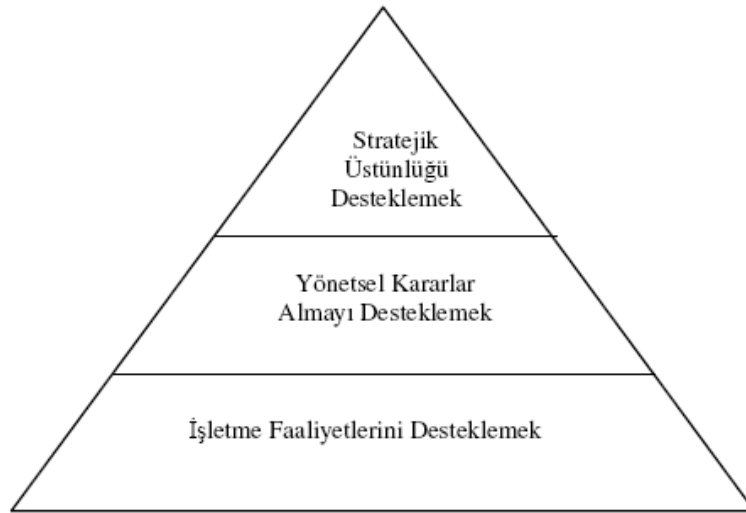 Stratejik
Üstünlüğü
Desteklemek
Yönetsel Kararlar
Almayı Desteklemek
İşletme Faaliyetlerini Desteklemek